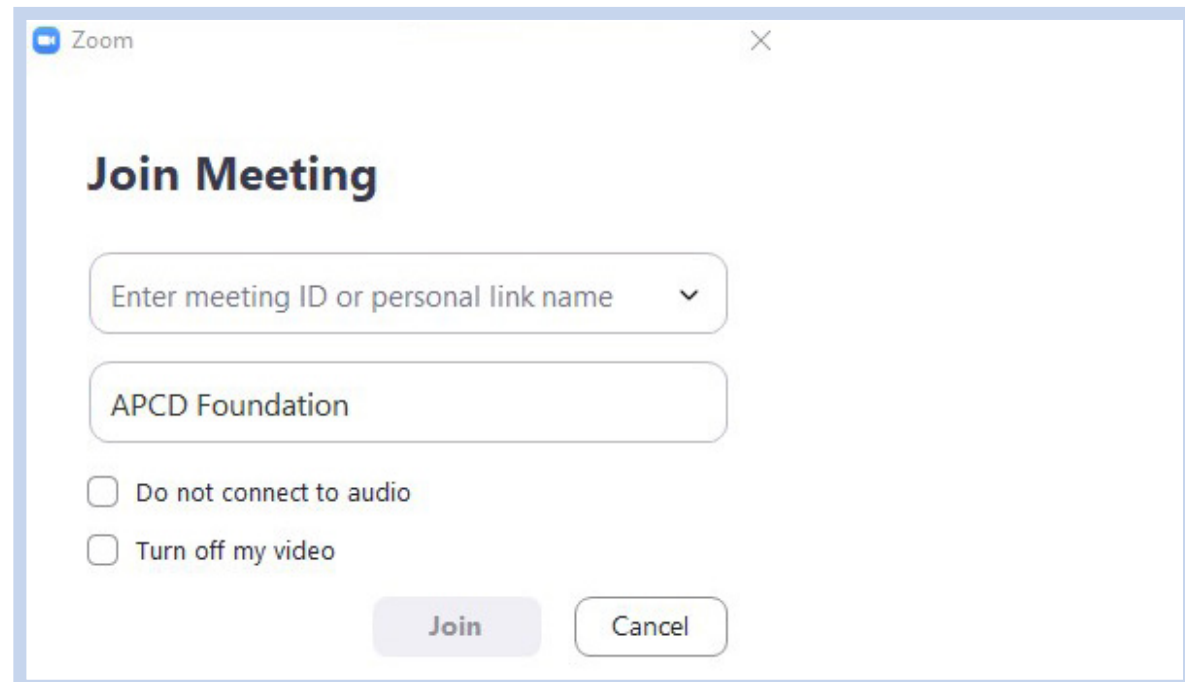 Zoom
Join Meeting
Enter meeting ID or personal link name
APCD Foundation
Do not connect to audio
Turn off my video
Join Cancel